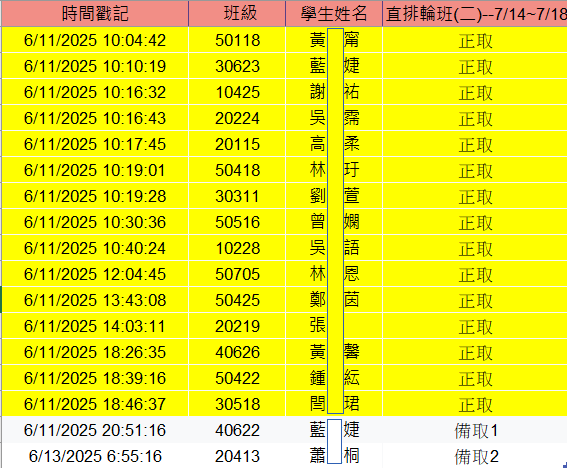 時間戳記 班級 學生姓名 直排輪班(二)--7/14~7/18
6/11/2025 10:04:42 50118 黃 甯 正取
6/11/2025 10:10:19 30623 藍 婕 正取
6/11/2025 10:16:32 10425 謝 祐 正取
6/11/2025 10:16:43 20224 吳 霈 正取
6/11/2025 10:17:45 20115 高 柔 正取
6/11/2025 10:19:01 50418 林 玗 正取
6/11/2025 10:19:28 30311 劉 萱 正取
6/11/2025 10:30:36 50516 曾 嫻 正取
6/11/2025 10:40:24 10228 吳 語 正取
6/11/2025 12:04:45 50705 林 恩 正取
6/11/2025 13:43:08 50425 鄭 茵 正取
6/11/2025 14:03:11 20219 張 正取
6/11/2025 18:26:35 40626 黃 馨 正取
6/11/2025 18:39:16 50422 鍾 紜 正取
6/11/2025 18:46:37 30518 閆 珺 正取
6/11/2025 20:51:16 40622 藍 婕 備取1
6/13/2025 6:55:16 20413 蕭 桐 備取2